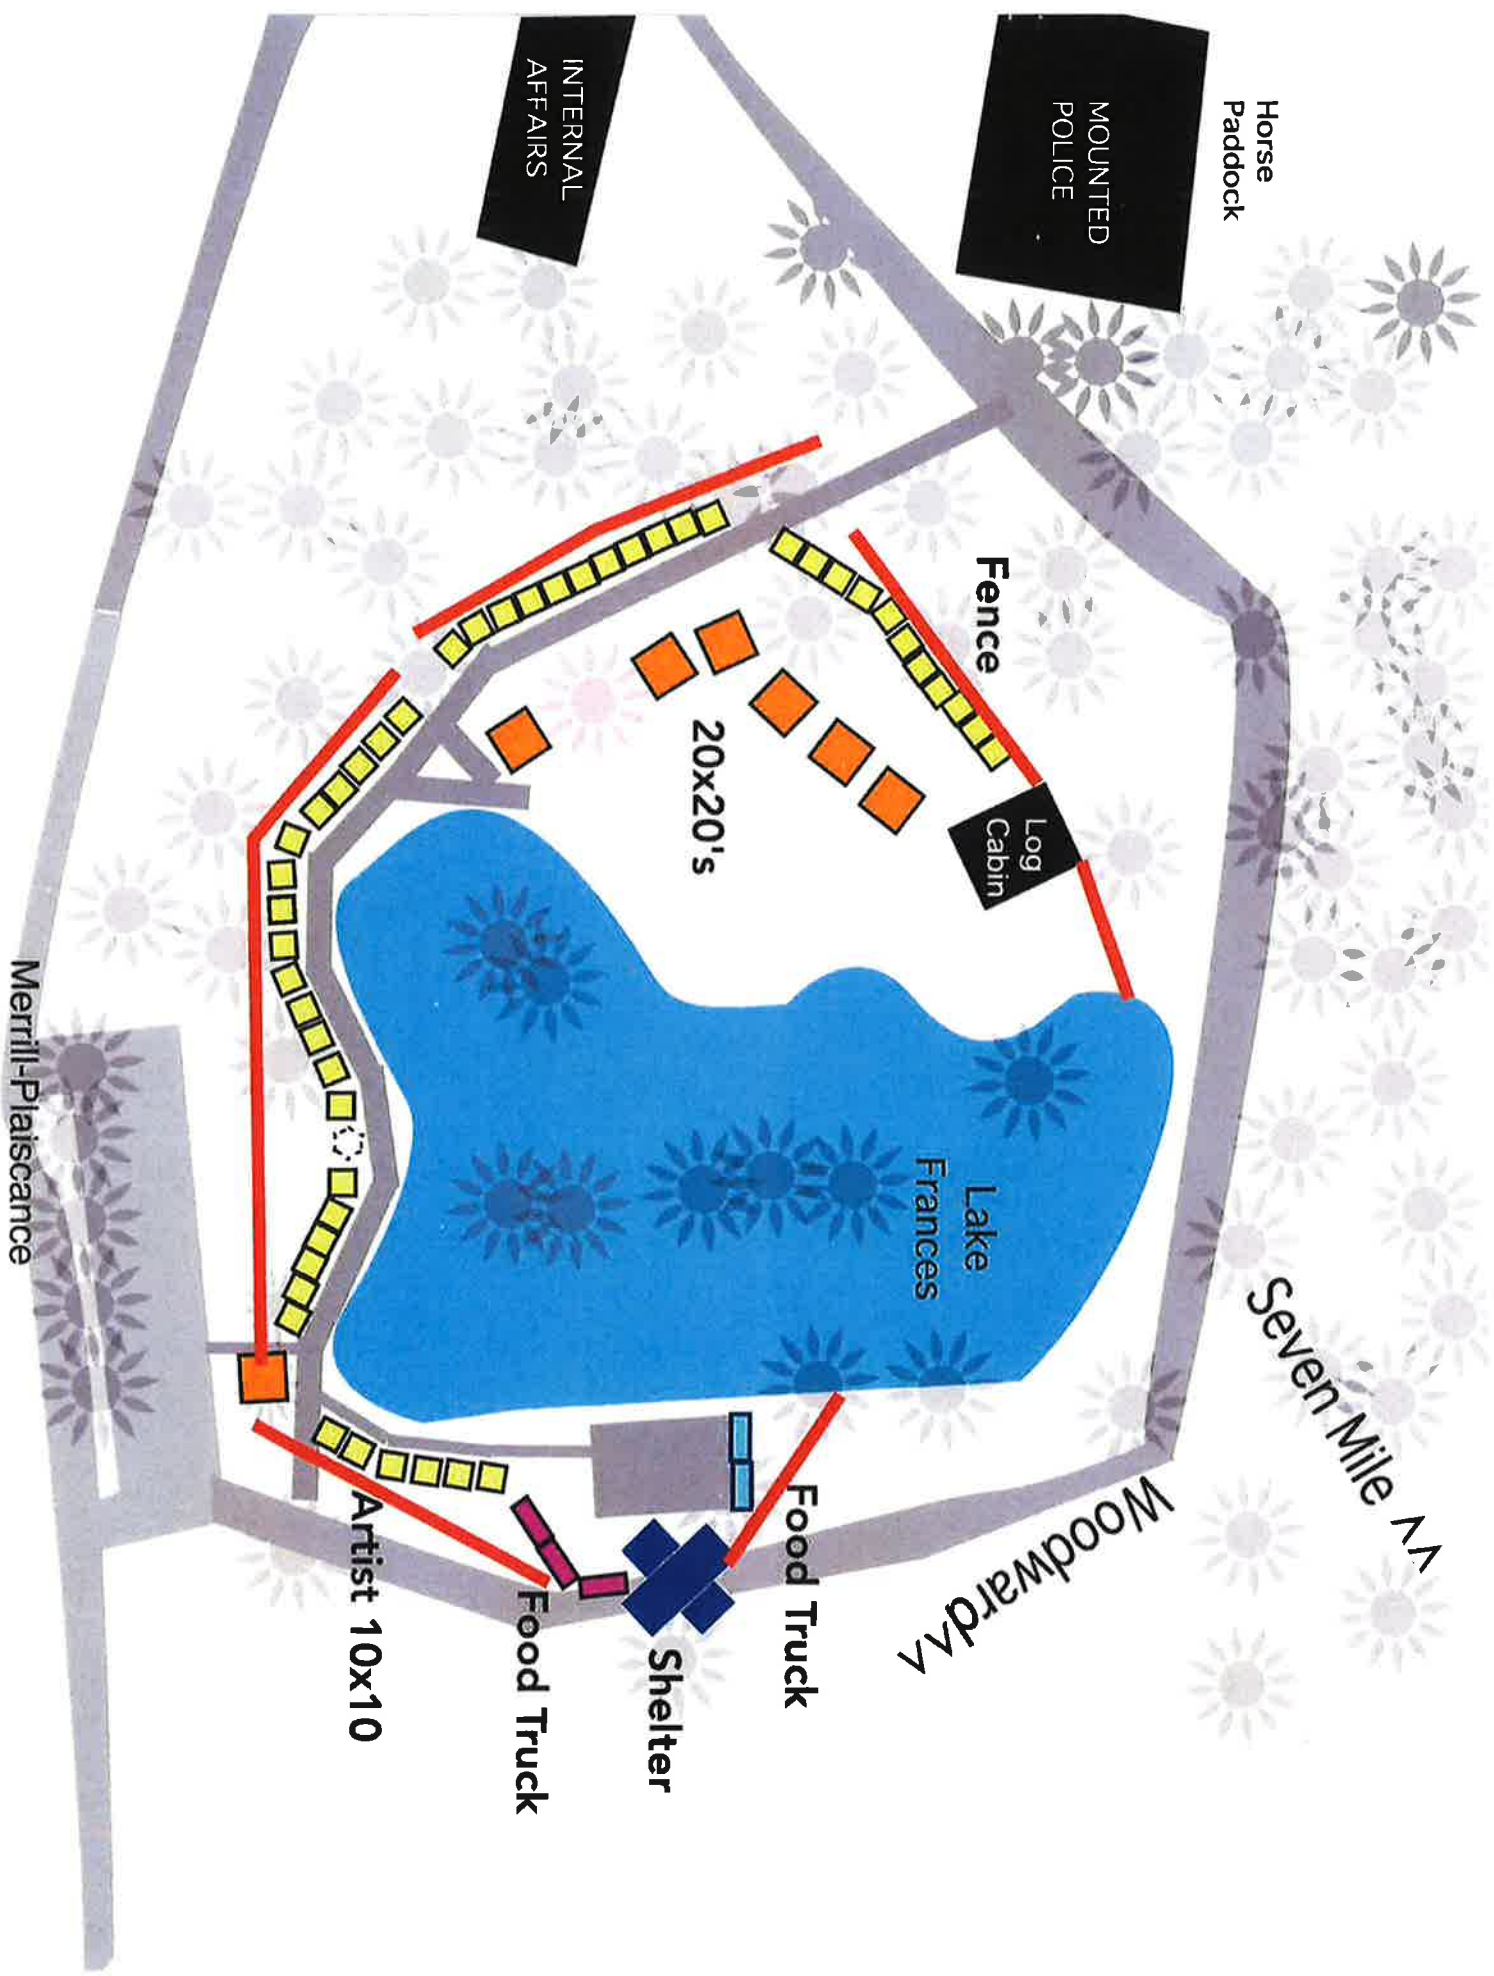 Horse
Paddock
MOUNTED
POLICE
INTERNAL
AFFAIRS
Fence
20x20's
Log
Cabin
Lake
Frances
Seven Mile ^^
Woodward>>
Merrill-Plaiscance
Food Truck
Shelter
Food Truck
Artist 10x10